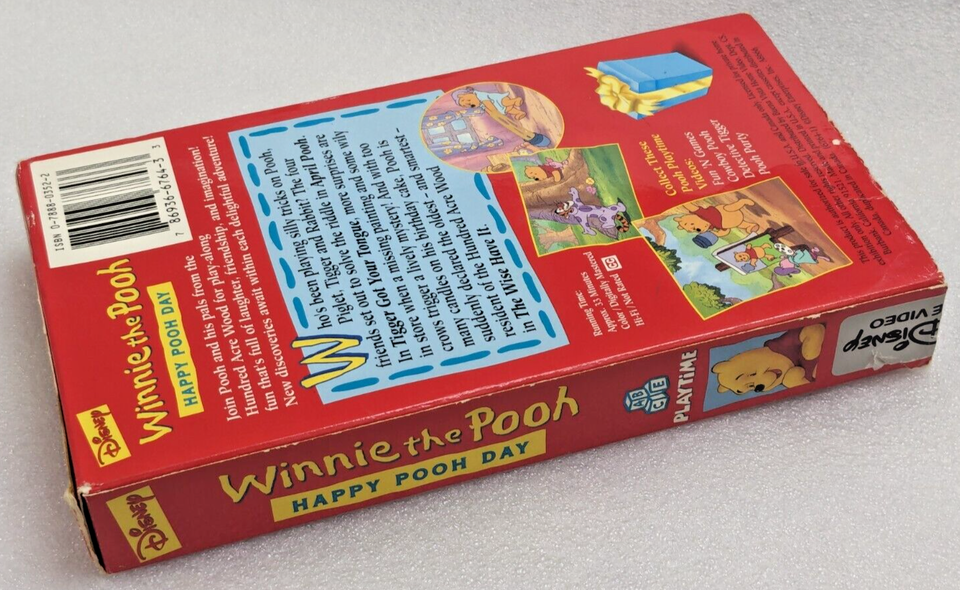 ISBN 0-7888-0352-2
7 86936-6764-3 3
DISNEY
Winnie the Pooh
HAPPY POOH DAY
Join Pooh and his pals from the
Hundred Acre Wood for play-along
fun that's full of laughter, friendship, and imagination!
New discoveries await within each delightful adventure!
Who's been playing silly tricks on Pooh,
Piglet, Tigger and Rabbit? The four
friends set out to solve the riddle in April Pooh.
In Tigger Got Your Tongue, more surprises are
in store when a missing painting and some wily
crows trigger a lively mystery! And with too
many candles on his birthday cake, Pooh is
suddenly declared the oldest, and smartest-
resident of the Hundred Acre Wood
in The Wise Have It.
Running Time:
Approx. 33 Minutes
Color/Digitally Mastered
Hi-Fi/Not Rated CC
Collect These
Pooh Playtime
Videos:
Fun 'N Games
Cowboy Pooh
Detective Tigger
Pooh Party
DISNEY
Winnie the Pooh
HAPPY POOH DAY
ABCDE
PLAYTIME
DISNEY
E VIDEO